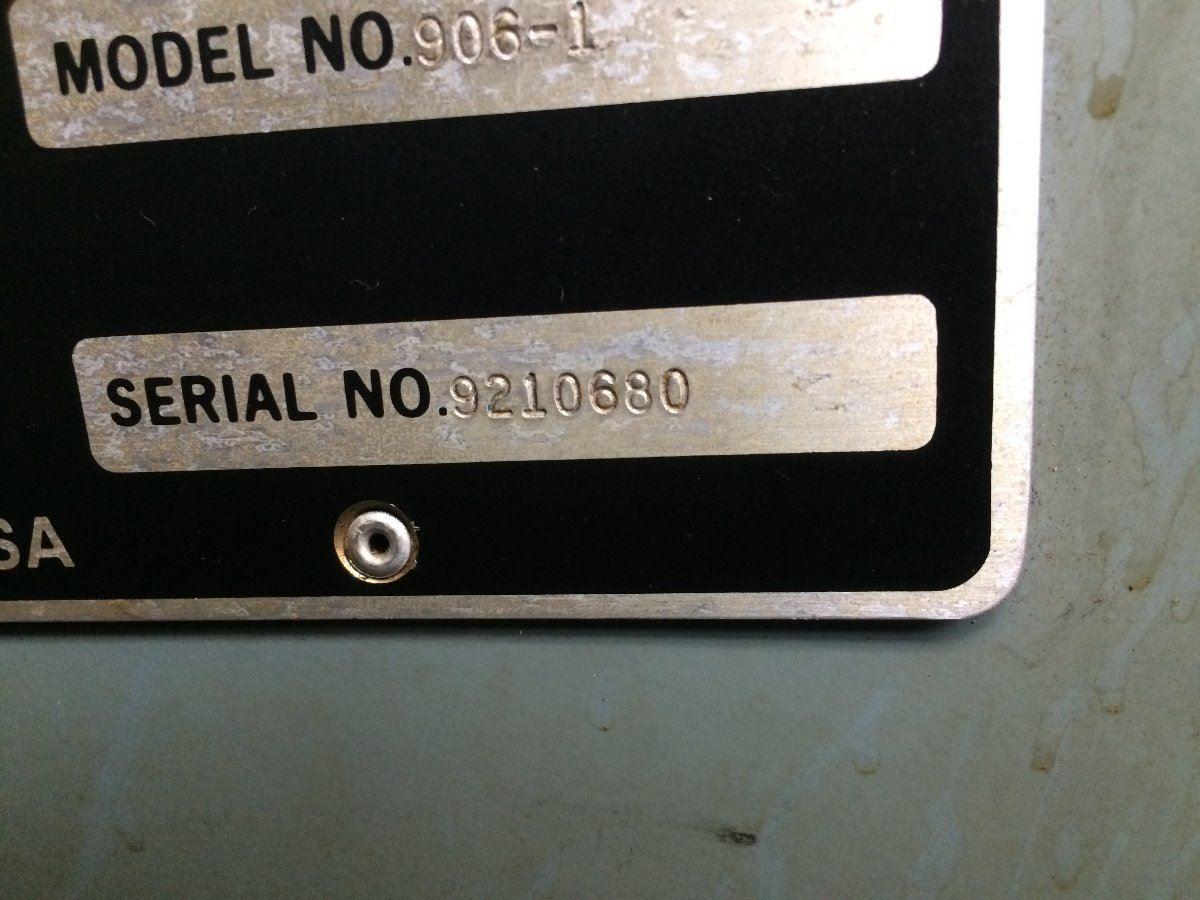 MODEL NO. 906-1
SERIAL NO. 9210680
SA